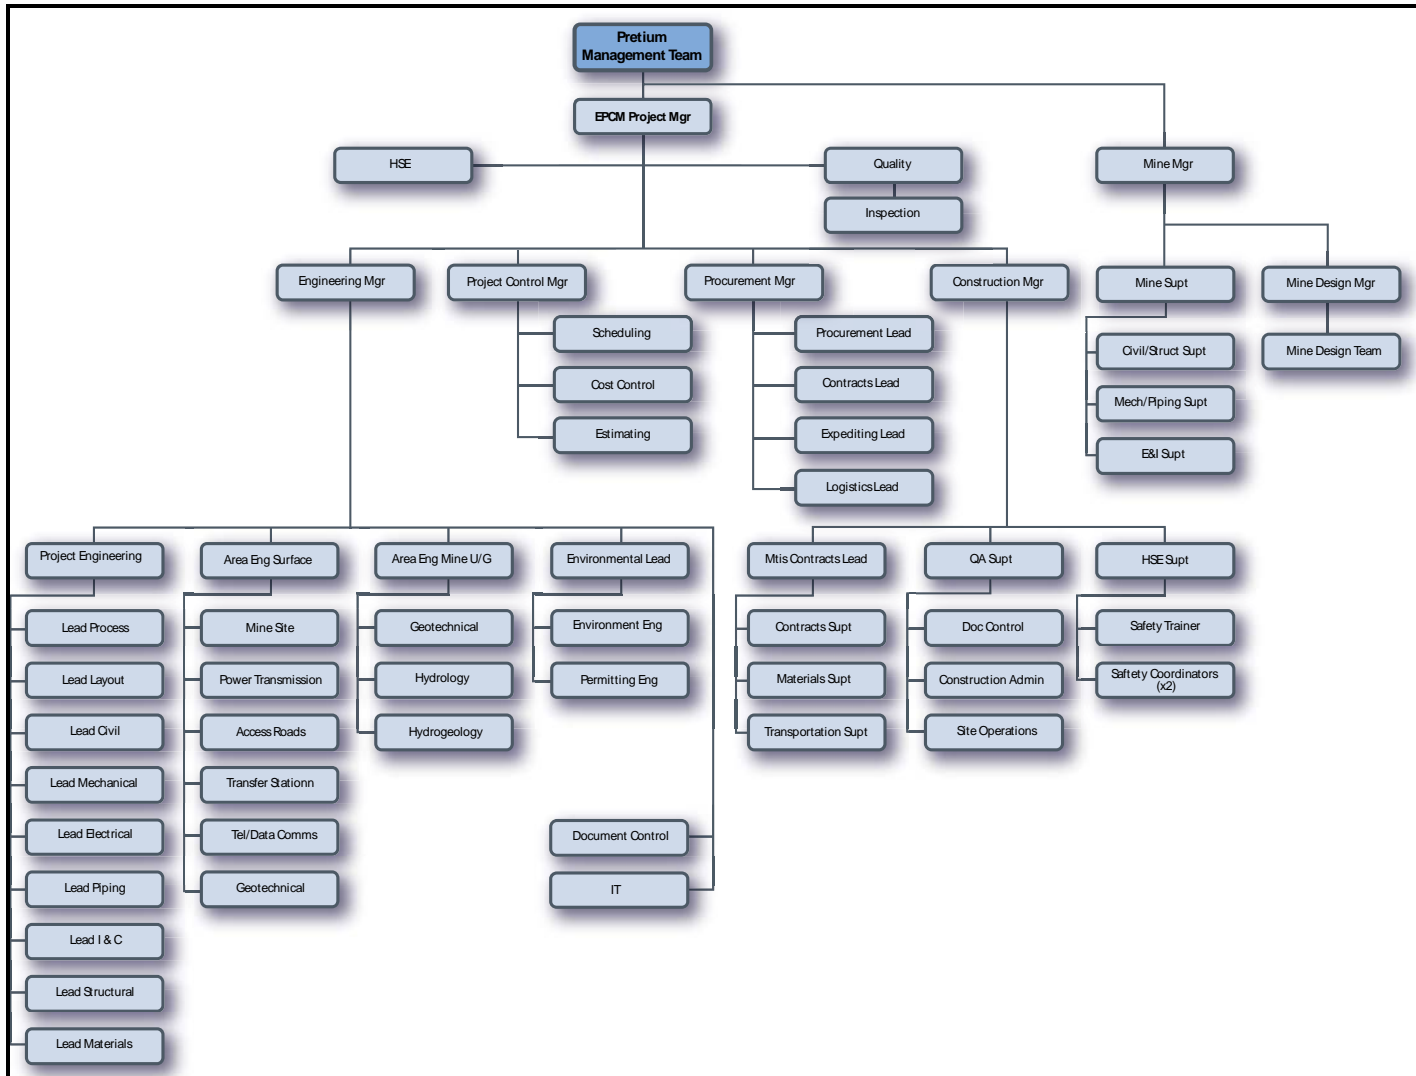 Pretium
Management Team
EPCM Project Mgr
HSE
Quality
Mine Mgr
Inspection
Engineering Mgr
Project Control Mgr
Procurement Mgr
Construction Mgr
Mine Supt
Mine Design Mgr
Scheduling
Procurement Lead
Civil/Struct Supt
Mine Design Team
Cost Control
Contracts Lead
Mech/Piping Supt
Estimating
Expediting Lead
E&I Supt
Logistics Lead
Project Engineering
Area Eng Surface
Area Eng Mine U/G
Environmental Lead
Mtls Contracts Lead
QA Supt
HSE Supt
Lead Process
Mine Site
Geotechnical
Environment Eng
Contracts Supt
Doc Control
Safety Trainer
Lead Layout
Power Transmission
Hydrology
Permitting Eng
Materials Supt
Construction Admin
Saftety Coordinators
(x2)
Lead Civil
Access Roads
Hydrogeology
Transportation Supt
Site Operations
Lead Mechanical
Transfer Stationn
Lead Electrical
Tel/Data Comms
Document Control
Lead Piping
Geotechnical
IT
Lead I & C
Lead Structural
Lead Materials